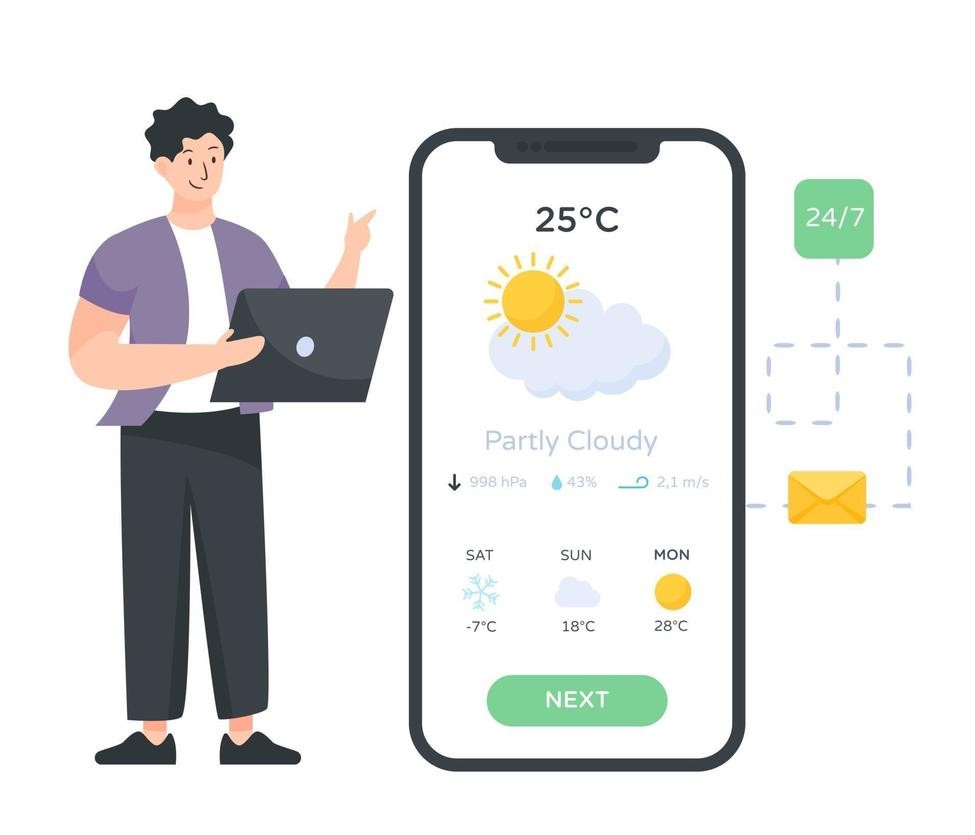 25°C
24/7
Partly Cloudy
998 hPa 43% 2,1 m/s
SAT SUN MON
-7°C 18°C 28°C
NEXT